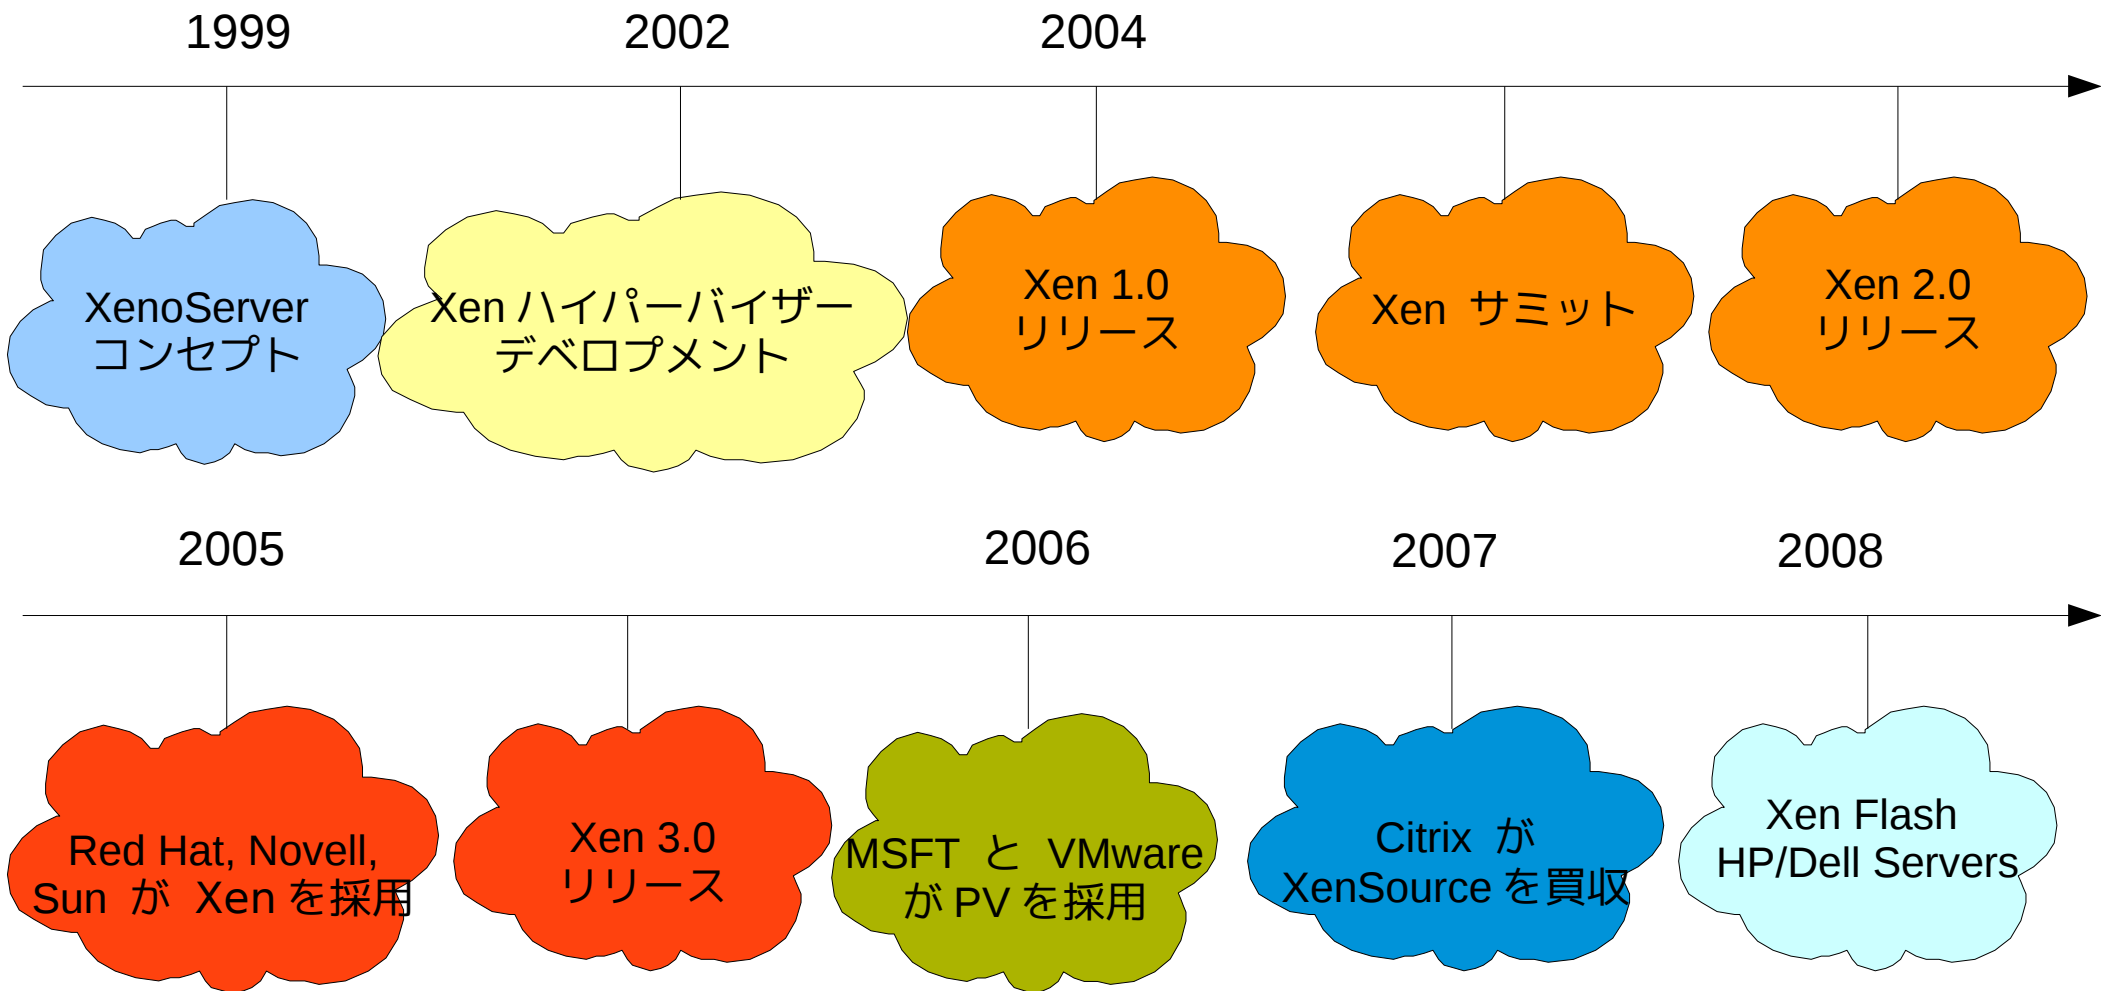 1999
2002
2004
XenoServer
コンセプト
Xen ハイパーバイザー
デベロプメント
Xen 1.0
リリース
Xen サミット
Xen 2.0
リリース
2005
2006
2007
2008
Red Hat, Novell,
Sun が Xen を採用
Xen 3.0
リリース
MSFT と VMware
が PV を採用
Citrix が
XenSource を買収
Xen Flash
HP/Dell Servers